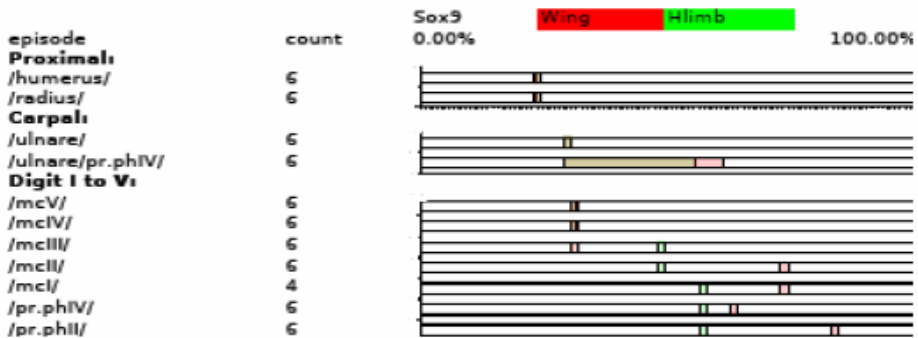 Sox9 Wing Hlimb
episode count 0.00% 100.00%
Proximal:
/humerus/ 6
/radius/ 6
Carpal:
/ulnare/ 6
/ulnare/pr.phIV/ 6
Digit I to V:
/mcV/ 6
/mcIV/ 6
/mcIII/ 6
/mcII/ 6
/mcI/ 4
/pr.phIV/ 6
/pr.phII/ 6